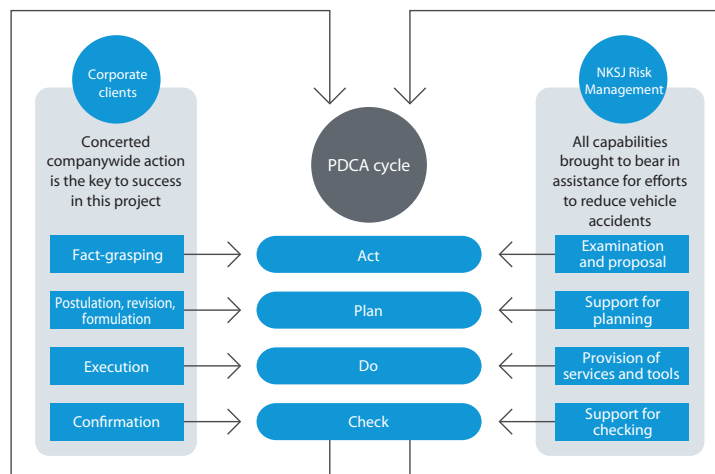 Corporate
clients
Concerted
companywide action
is the key to success
in this project
Fact-grasping
Postulation, revision,
formulation
Execution
Confirmation
PDCA cycle
Act
Plan
Do
Check
NKSJ Risk
Management
All capabilities
brought to bear in
assistance for efforts
to reduce vehicle
accidents
Examination
and proposal
Support for
planning
Provision of
services and tools
Support for
checking